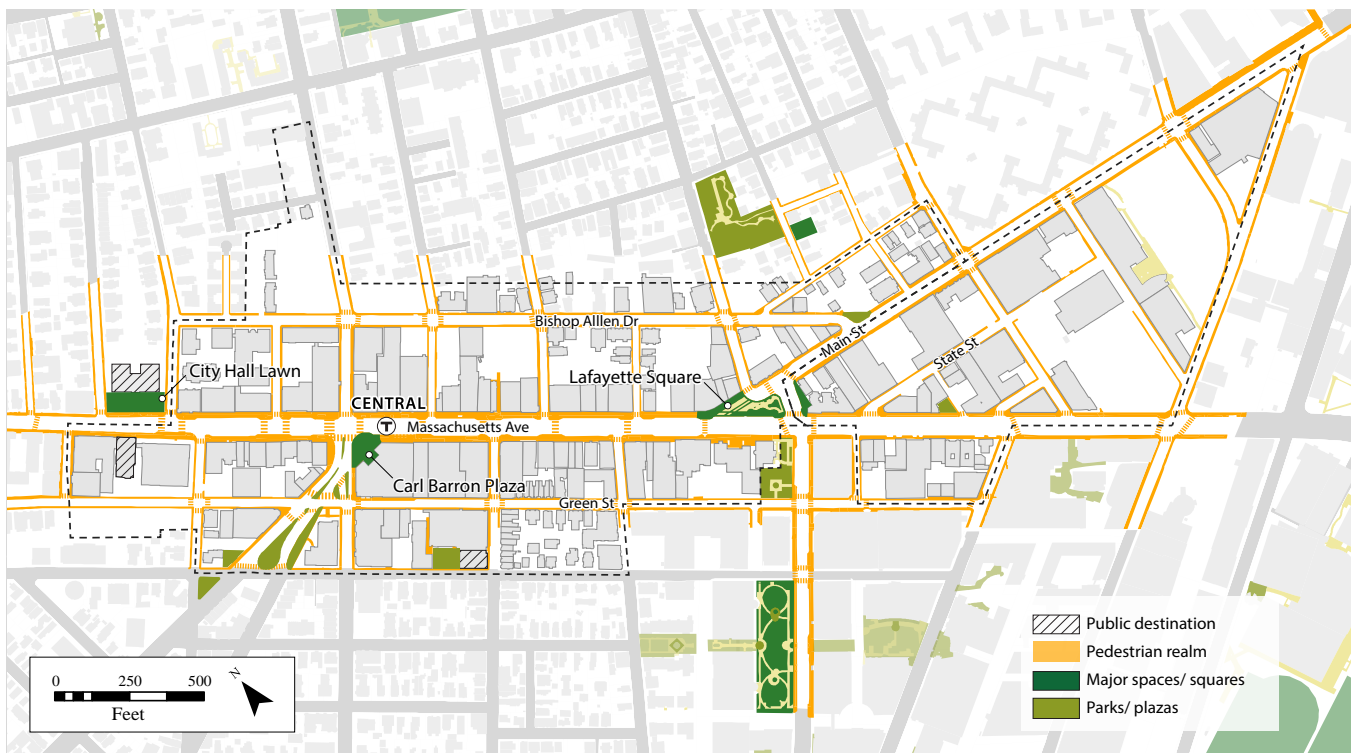 Bishop Alllen Dr
Main St
State St
City Hall Lawn
Lafayette Square
CENTRAL
T
Massachusetts Ave
Carl Barron Plaza
Green St
0 250 500
Feet
N
Public destination
Pedestrian realm
Major spaces/ squares
Parks/ plazas